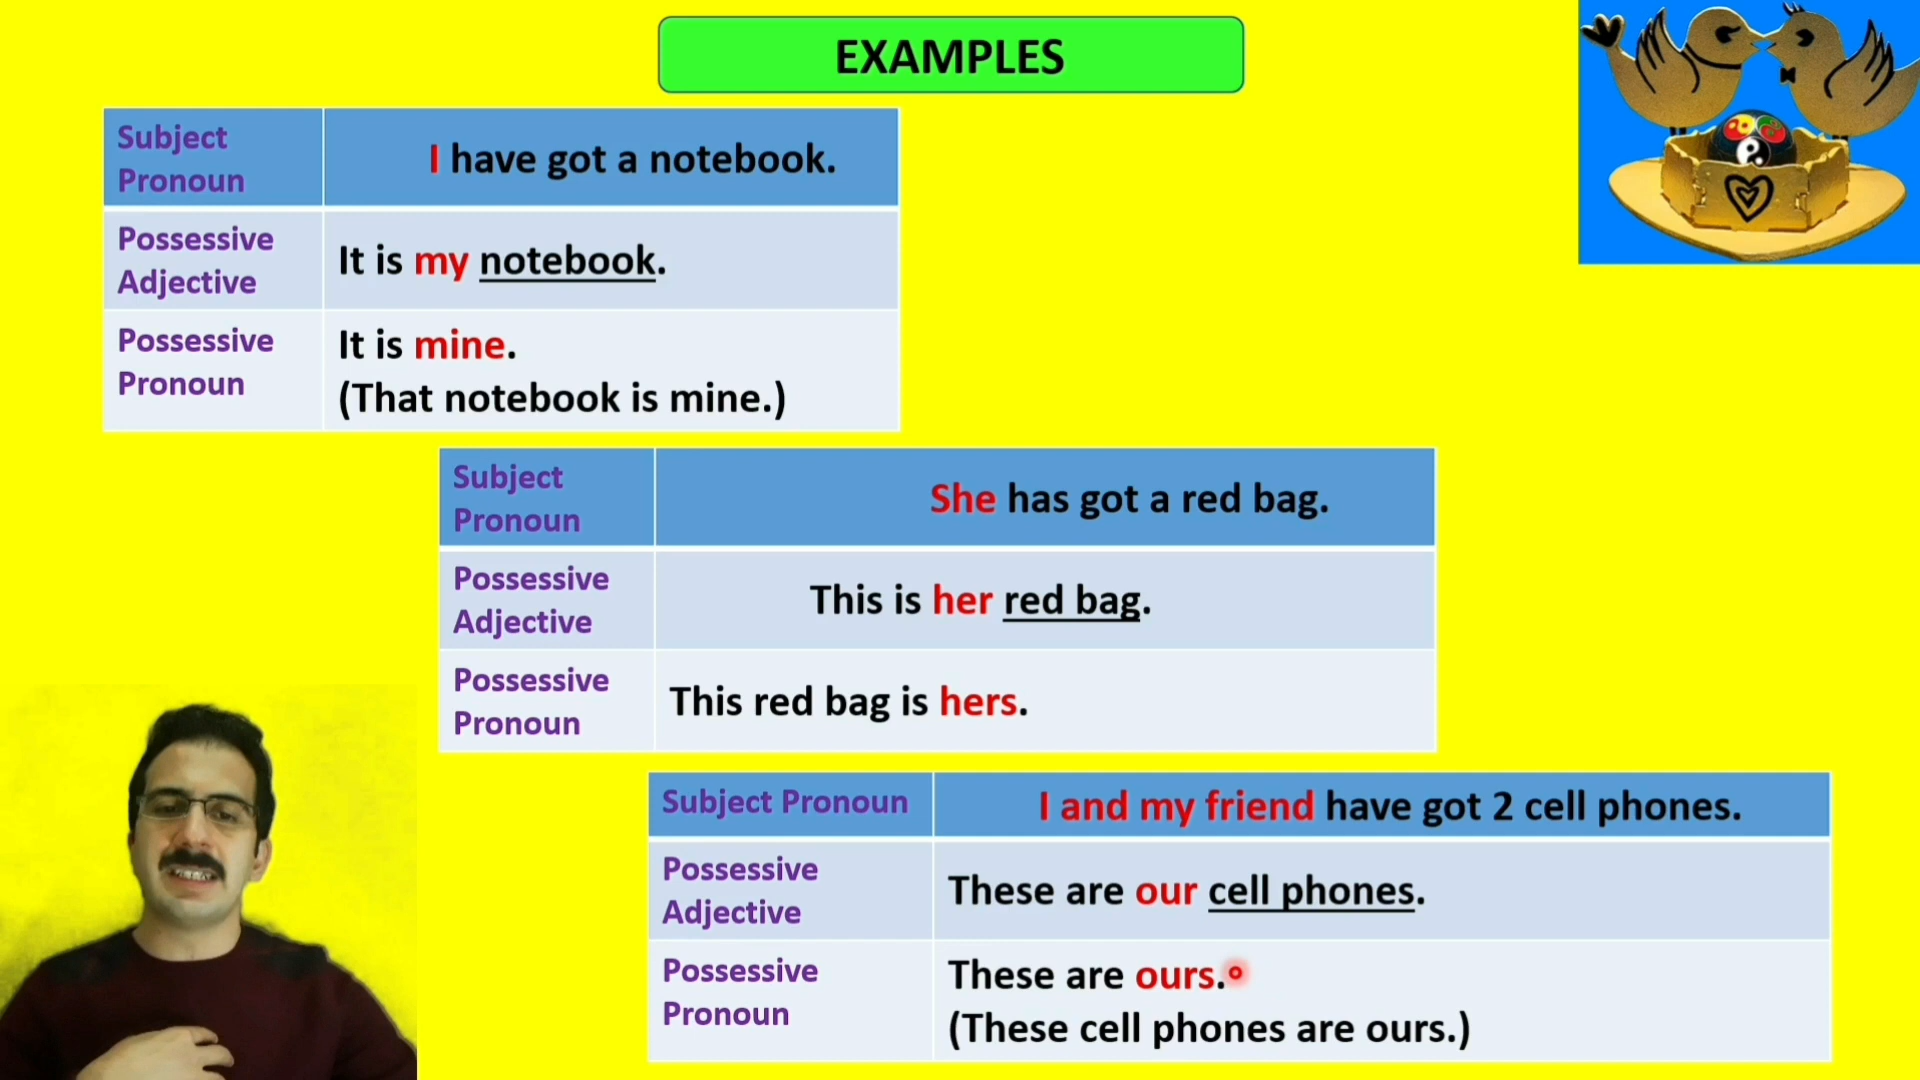 EXAMPLES
Subject
Pronoun
I have got a notebook.
Possessive
Adjective
It is my notebook.
Possessive
Pronoun
It is mine.
(That notebook is mine.)
Subject
Pronoun
She has got a red bag.
Possessive
Adjective
This is her red bag.
Possessive
Pronoun
This red bag is hers.
Subject Pronoun
I and my friend have got 2 cell phones.
Possessive
Adjective
These are our cell phones.
Possessive
Pronoun
These are ours.
(These cell phones are ours.)